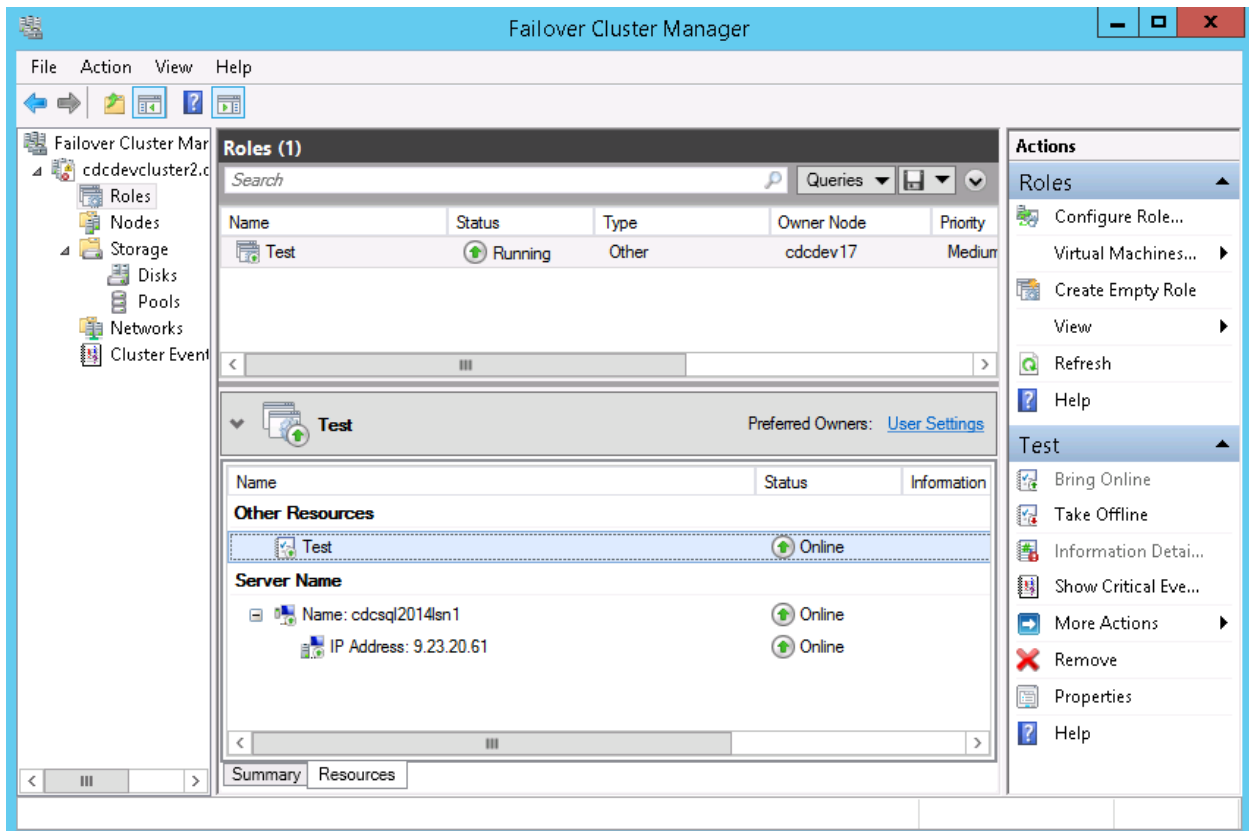 Failover Cluster Manager
File Action View Help
Failover Cluster Mar
cdcdevcluster2.c
Roles
Nodes
Storage
Disks
Pools
Networks
Cluster Event
Roles (1)
Search
Queries
Name Status Type Owner Node Priority
Test Running Other cdcdev17 Medium
Test
Preferred Owners: User Settings
Name Status Information
Other Resources
Test Online
Server Name
Name: cdcsql2014lsn1 Online
IP Address: 9.23.20.61 Online
Summary Resources
Actions
Roles
Configure Role...
Virtual Machines...
Create Empty Role
View
Refresh
Help
Test
Bring Online
Take Offline
Information Detai...
Show Critical Eve...
More Actions
Remove
Properties
Help